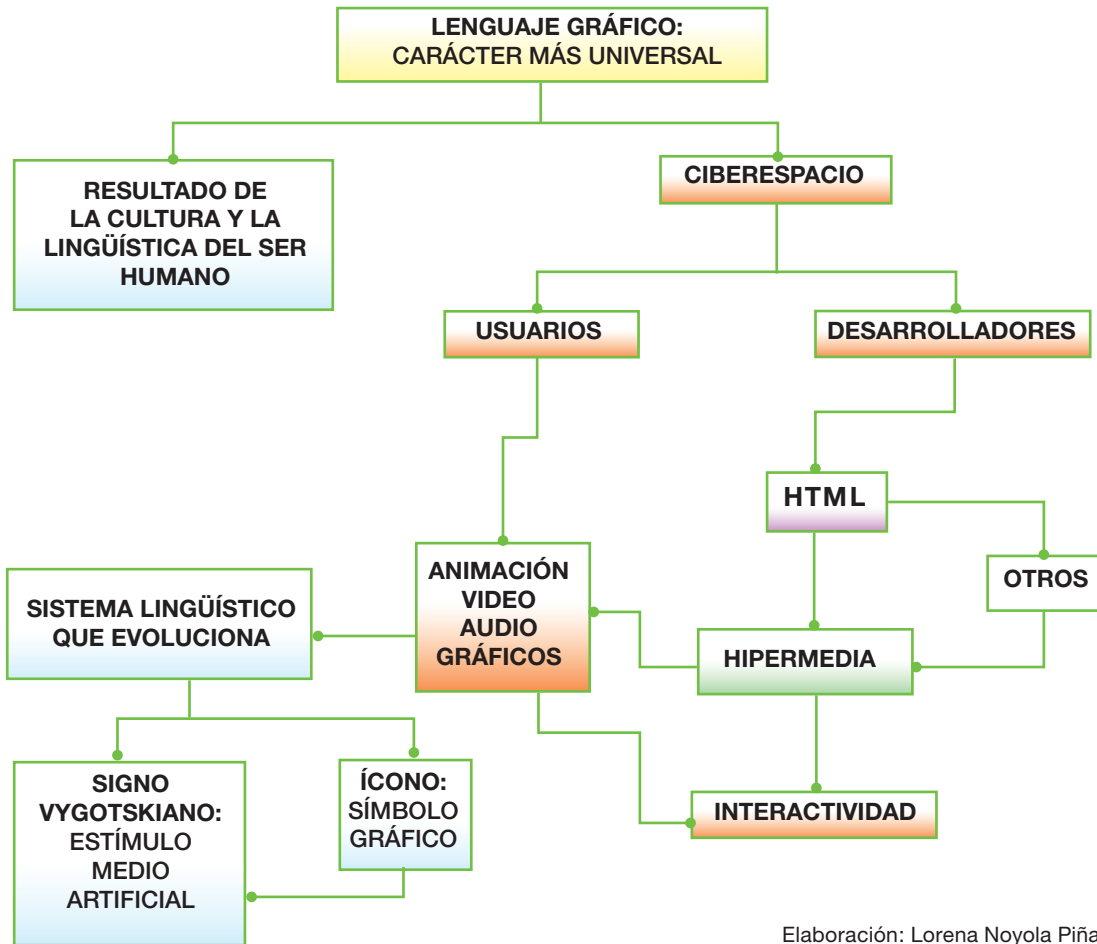 LENGUAJE GRÁFICO:
CARÁCTER MÁS UNIVERSAL
RESULTADO DE
LA CULTURA Y LA
LINGÜÍSTICA DEL SER
HUMANO
CIBERESPACIO
USUARIOS
DESARROLLADORES
HTML
OTROS
ANIMACIÓN
VIDEO
AUDIO
GRÁFICOS
SISTEMA LINGÜÍSTICO
QUE EVOLUCIONA
HIPERMEDIA
SIGNO
VYGOTSKIANO:
ESTÍMULO
MEDIO
ARTIFICIAL
ÍCONO:
SÍMBOLO
GRÁFICO
INTERACTIVIDAD
Elaboración: Lorena Noyola Piña